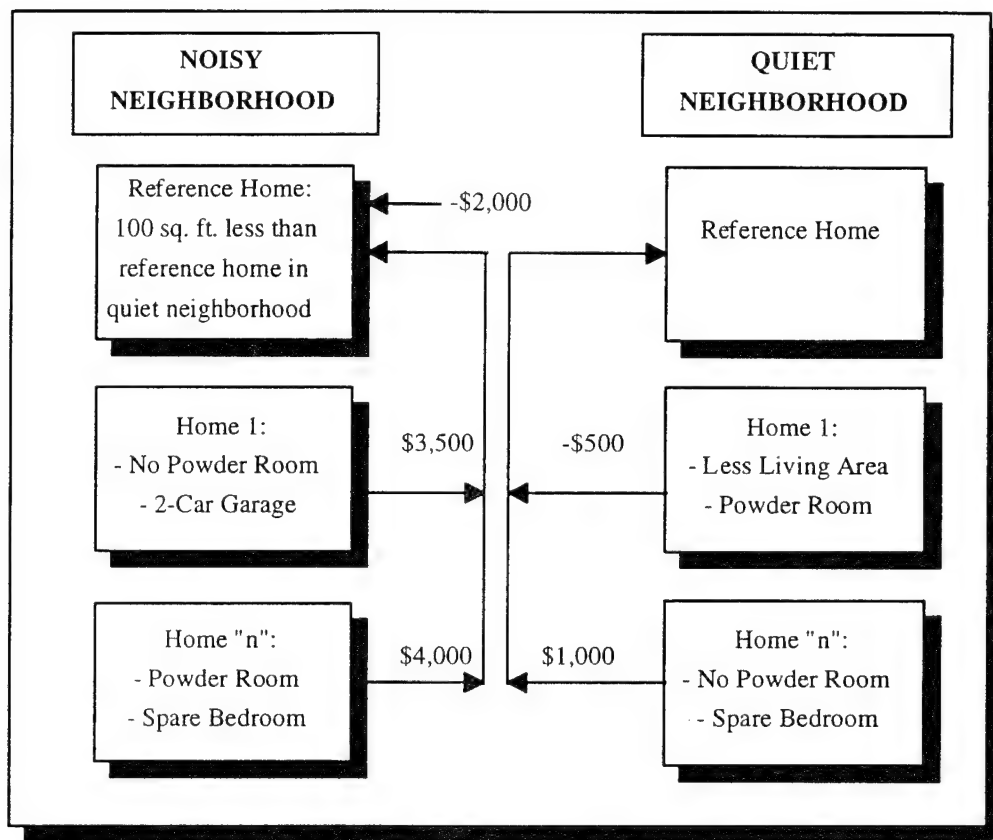 NOISY
NEIGHBORHOOD
QUIET
NEIGHBORHOOD
Reference Home:
100 sq. ft. less than
reference home in
quiet neighborhood
-$2,000
Reference Home
Home 1:
- No Powder Room
- 2-Car Garage
$3,500
-$500
Home 1:
- Less Living Area
- Powder Room
Home "n":
- Powder Room
- Spare Bedroom
$4,000
$1,000
Home "n":
- No Powder Room
- Spare Bedroom